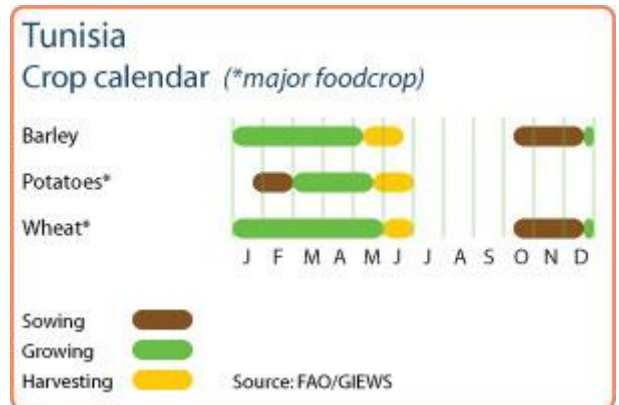 Tunisia
Crop calendar (*major foodcrop)
Barley
Potatoes*
Wheat*
J F M A M J J A S O N D
Sowing
Growing
Harvesting
Source: FAO/GIEWS